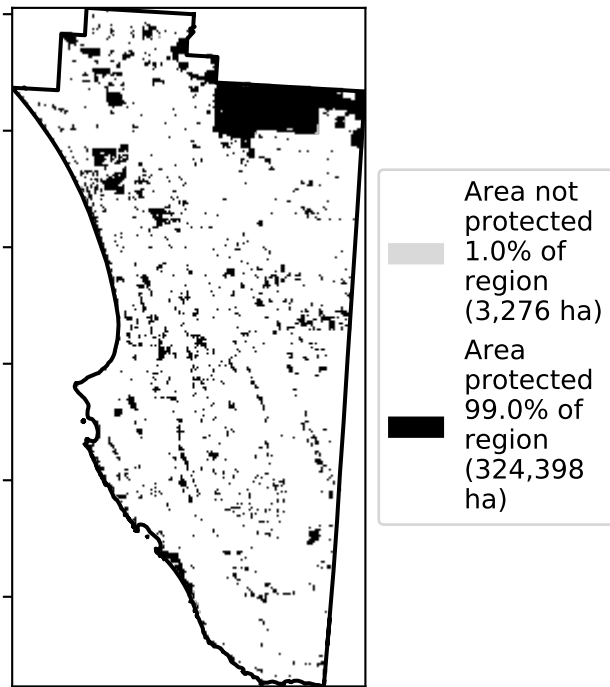 Area not
protected
1.0% of
region
(3,276 ha)
Area
protected
99.0% of
region
(324,398
ha)